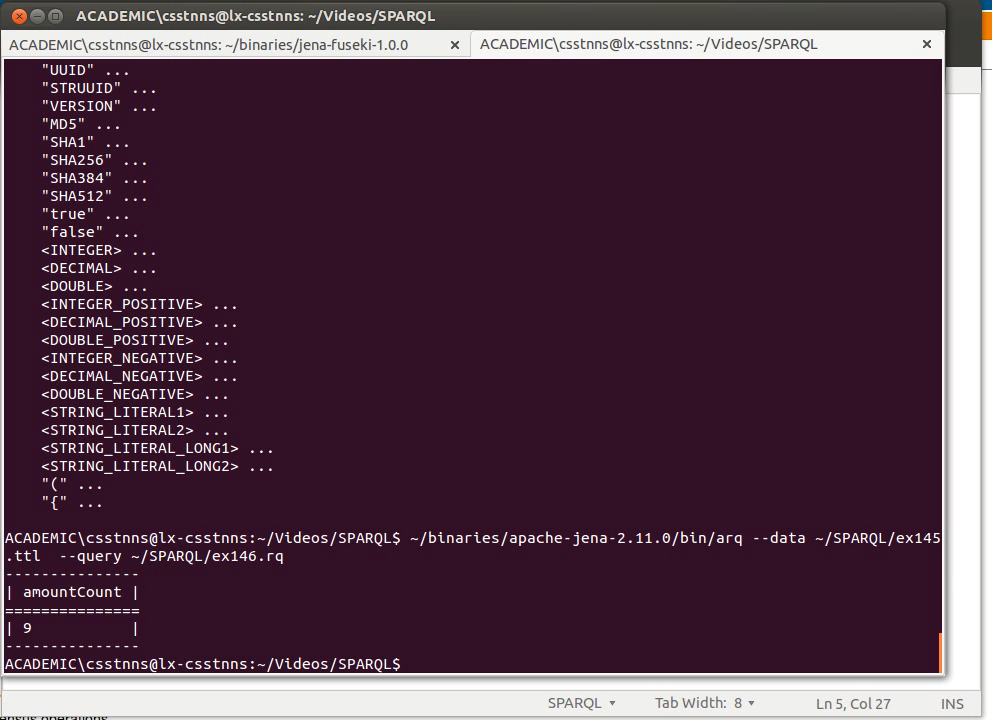 ACADEMIC\csstnns@lx-csstnns: ~/Videos/SPARQL
ACADEMIC\csstnns@lx-csstnns: ~/binaries/jena-fuseki-1.0.0 × ACADEMIC\csstnns@lx-csstnns: ~/Videos/SPARQL ×
"UUID" ...
"STRUUID" ...
"VERSION" ...
"MD5" ...
"SHA1" ...
"SHA256" ...
"SHA384" ...
"SHA512" ...
"true" ...
"false" ...
<INTEGER> ...
<DECIMAL> ...
<DOUBLE> ...
<INTEGER_POSITIVE> ...
<DECIMAL_POSITIVE> ...
<DOUBLE_POSITIVE> ...
<INTEGER_NEGATIVE> ...
<DECIMAL_NEGATIVE> ...
<DOUBLE_NEGATIVE> ...
<STRING_LITERAL1> ...
<STRING_LITERAL2> ...
<STRING_LITERAL_LONG1> ...
<STRING_LITERAL_LONG2> ...
"(" ...
"{" ...
ACADEMIC\csstnns@lx-csstnns:~/Videos/SPARQL$ ~/binaries/apache-jena-2.11.0/bin/arq --data ~/SPARQL/ex145
.ttl  --query ~/SPARQL/ex146.rq
---------------
| amountCount |
===============
| 9           |
---------------
ACADEMIC\csstnns@lx-csstnns:~/Videos/SPARQL$
SPARQL Tab Width: 8 Ln 5, Col 27 INS
operations